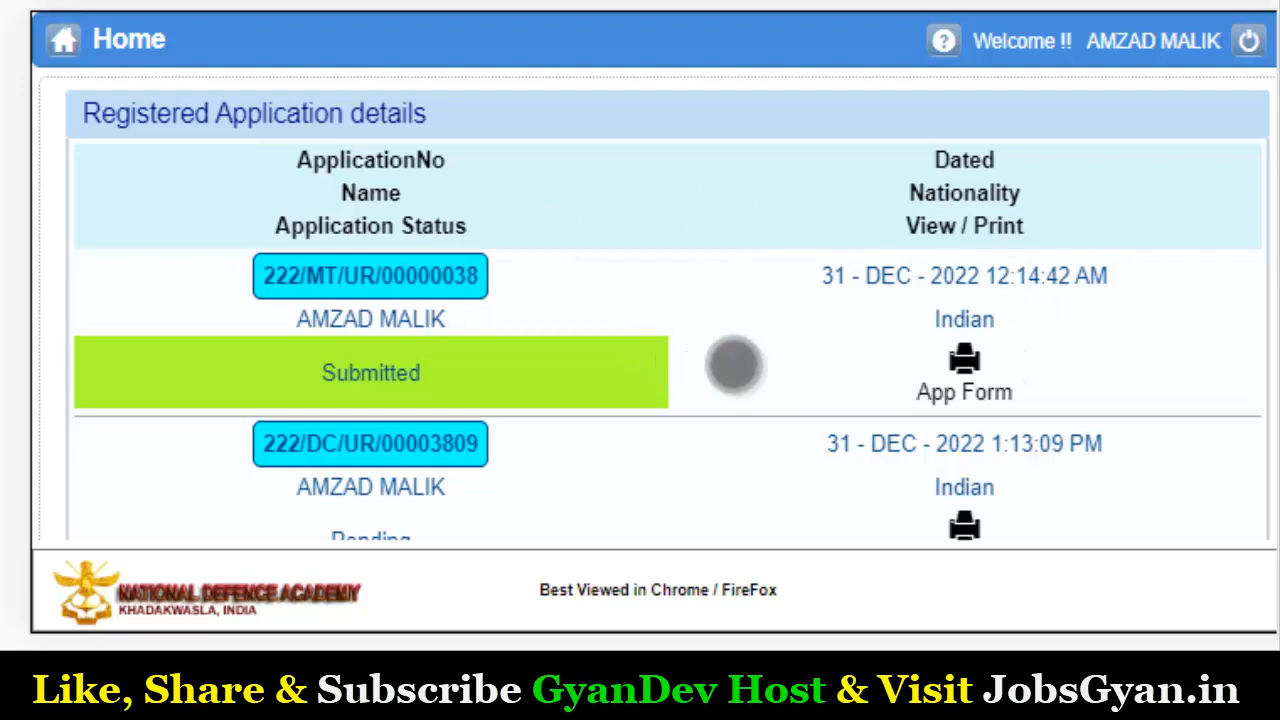 Home
? Welcome !! AMZAD MALIK
Registered Application details
ApplicationNo Dated
Name Nationality
Application Status View / Print
222/MT/UR/00000038 31 - DEC - 2022 12:14:42 AM
AMZAD MALIK Indian
Submitted
App Form
222/DC/UR/00003809 31 - DEC - 2022 1:13:09 PM
AMZAD MALIK Indian
Pending
NATIONAL DEFENCE ACADEMY
KHADAKWASLA, INDIA
Best Viewed in Chrome / FireFox
Like, Share & Subscribe GyanDev Host & Visit JobsGyan.in